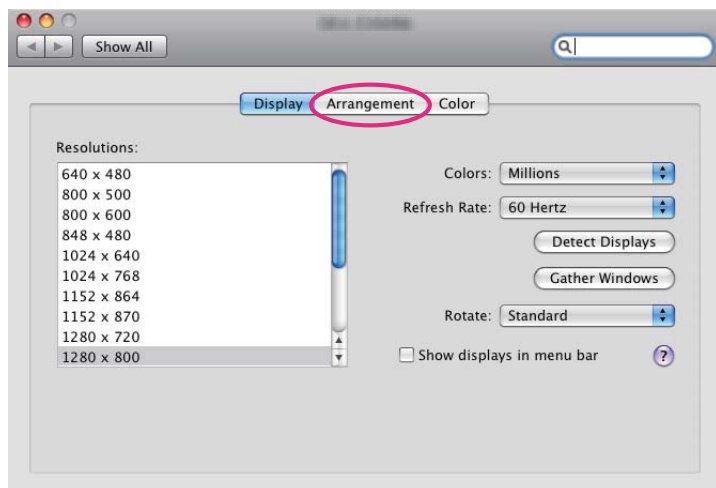 Show All
Display Arrangement Color
Resolutions:
640 x 480
800 x 500
800 x 600
848 x 480
1024 x 640
1024 x 768
1152 x 864
1152 x 870
1280 x 720
1280 x 800
Colors: Millions
Refresh Rate: 60 Hertz
Detect Displays
Gather Windows
Rotate: Standard
Show displays in menu bar ?